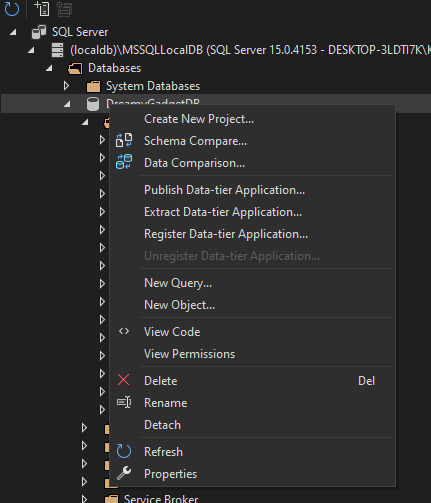 SQL Server
(localdb)\MSSQLLocalDB (SQL Server 15.0.4153 - DESKTOP-3LDTI7K\K
Databases
System Databases
DreamyGadgetDB
Create New Project...
Schema Compare...
Data Comparison...
Publish Data-tier Application...
Extract Data-tier Application...
Register Data-tier Application...
Unregister Data-tier Application...
New Query...
New Object...
View Code
View Permissions
Delete Del
Rename
Detach
Refresh
Properties
Service Broker